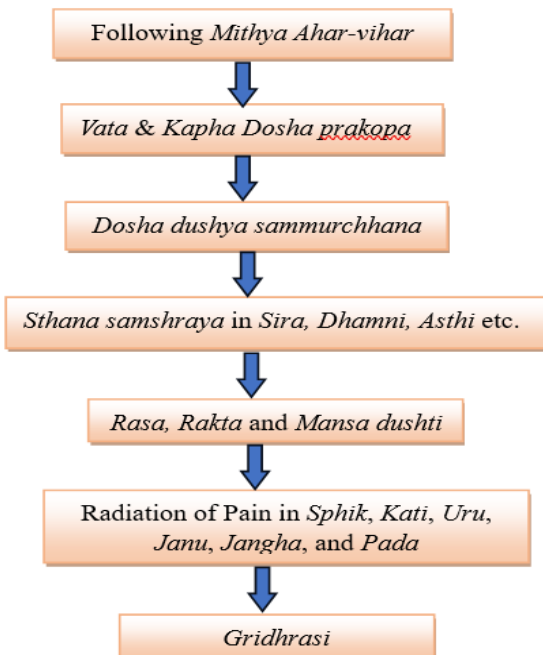 Following Mithya Ahar-vihar
Vata & Kapha Dosha prakopa
Dosha dushya sammurchhana
Sthana samshraya in Sira, Dhamni, Asthi etc.
Rasa, Rakta and Mansa dushti
Radiation of Pain in Sphik, Kati, Uru,
Janu, Jangha, and Pada
Gridhrasi